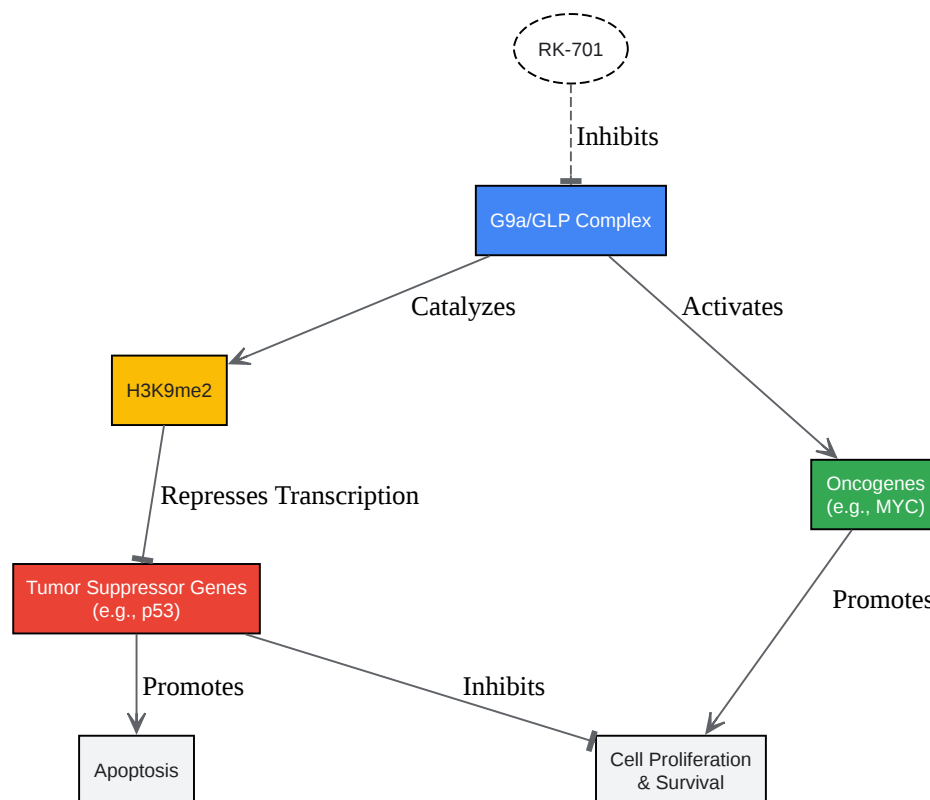 RK-701
Inhibits
G9a/GLP Complex
Catalyzes
Activates
H3K9me2
Oncogenes
(e.g., MYC)
Represses Transcription
Tumor Suppressor Genes
(e.g., p53)
Promotes
Promotes
Inhibits
Apoptosis
Cell Proliferation
& Survival